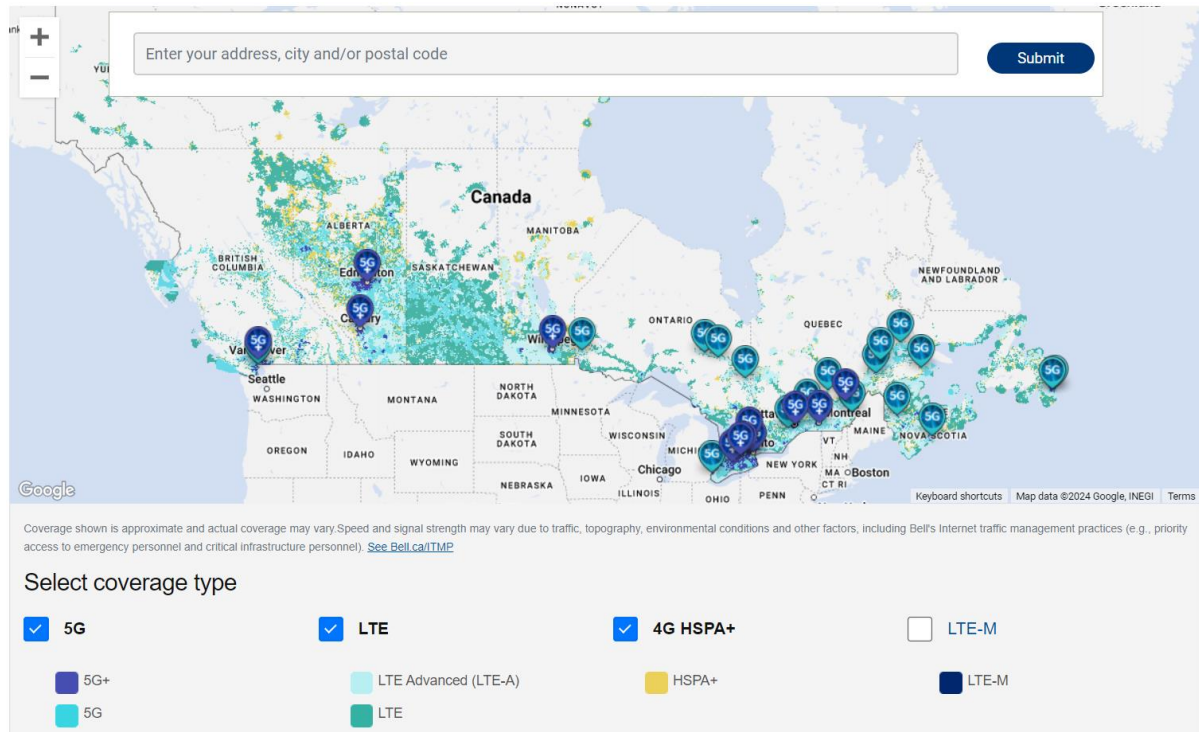 Enter your address, city and/or postal code
Submit
+
−
Canada
ALBERTA
MANITOBA
BRITISH
COLUMBIA
SASKATCHEWAN
NEWFOUNDLAND
AND LABRADOR
5G+
5G
ONTARIO
QUEBEC
Seattle
WASHINGTON
MONTANA
NORTH
DAKOTA
MINNESOTA
MAINE
NOVA SCOTIA
OREGON
IDAHO
SOUTH
DAKOTA
WISCONSIN
VT
NH
WYOMING
Chicago
NEW YORK
MA
Boston
NEBRASKA
IOWA
CT RI
ILLINOIS
OHIO
PENN
Google
Keyboard shortcuts
Map data ©2024 Google, INEGI
Terms
Coverage shown is approximate and actual coverage may vary.Speed and signal strength may vary due to traffic, topography, environmental conditions and other factors, including Bell's Internet traffic management practices (e.g., priority
access to emergency personnel and critical infrastructure personnel). See Bell.ca/ITMP
Select coverage type
5G
LTE
4G HSPA+
LTE-M
5G+
LTE Advanced (LTE-A)
HSPA+
LTE-M
5G
LTE